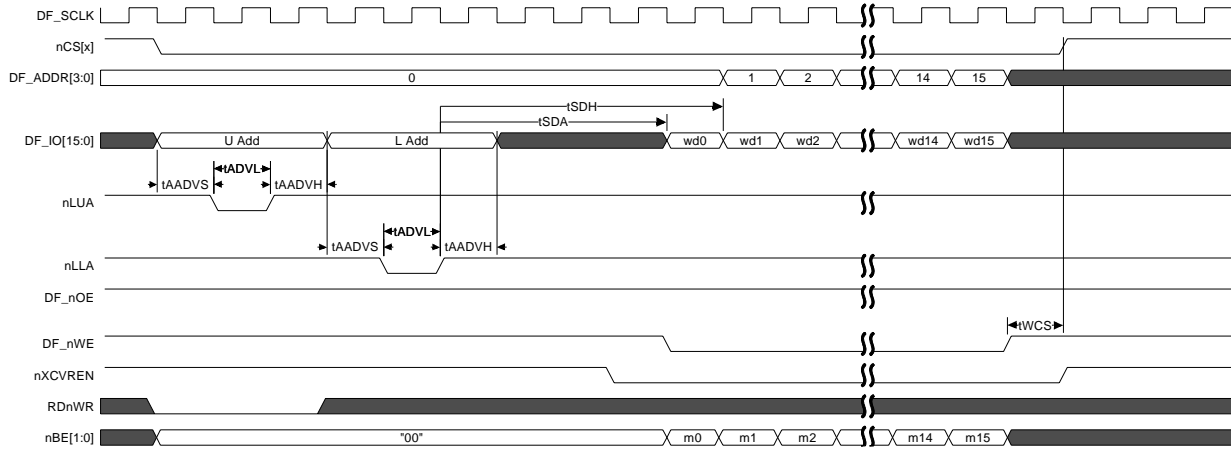 DF_SCLK
nCS[x]
DF_ADDR[3:0] 0 1 2 14 15
tSDH
tSDA
DF_IO[15:0] U Add L Add wd0 wd1 wd2 wd14 wd15
tADVL
tAADVS tAADVH
nLUA
tADVL
tAADVS tAADVH
nLLA
DF_nOE
tWCS
DF_nWE
nXCVREN
RDnWR
nBE[1:0] "00" m0 m1 m2 m14 m15